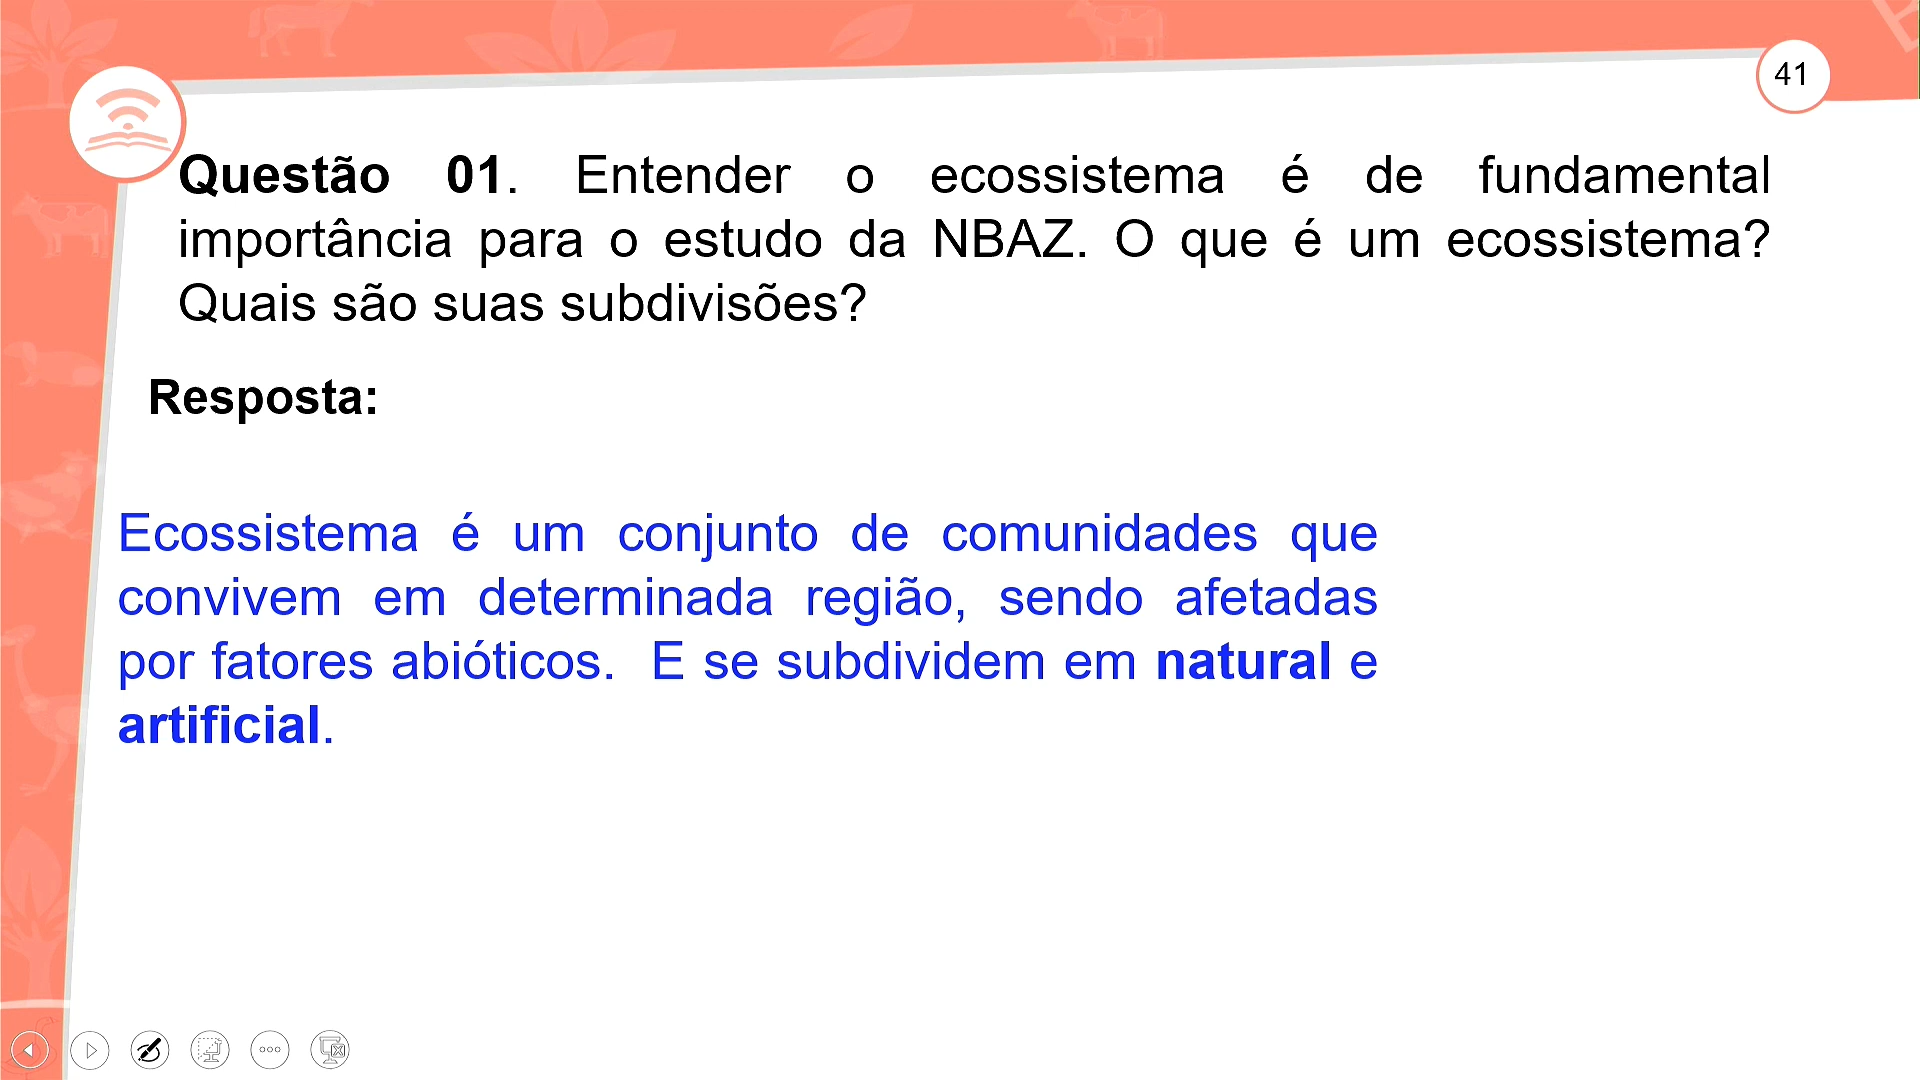 41
Questão 01. Entender o ecossistema é de fundamental
importância para o estudo da NBAZ. O que é um ecossistema?
Quais são suas subdivisões?
Resposta:
Ecossistema é um conjunto de comunidades que
convivem em determinada região, sendo afetadas
por fatores abióticos. E se subdividem em natural e
artificial.